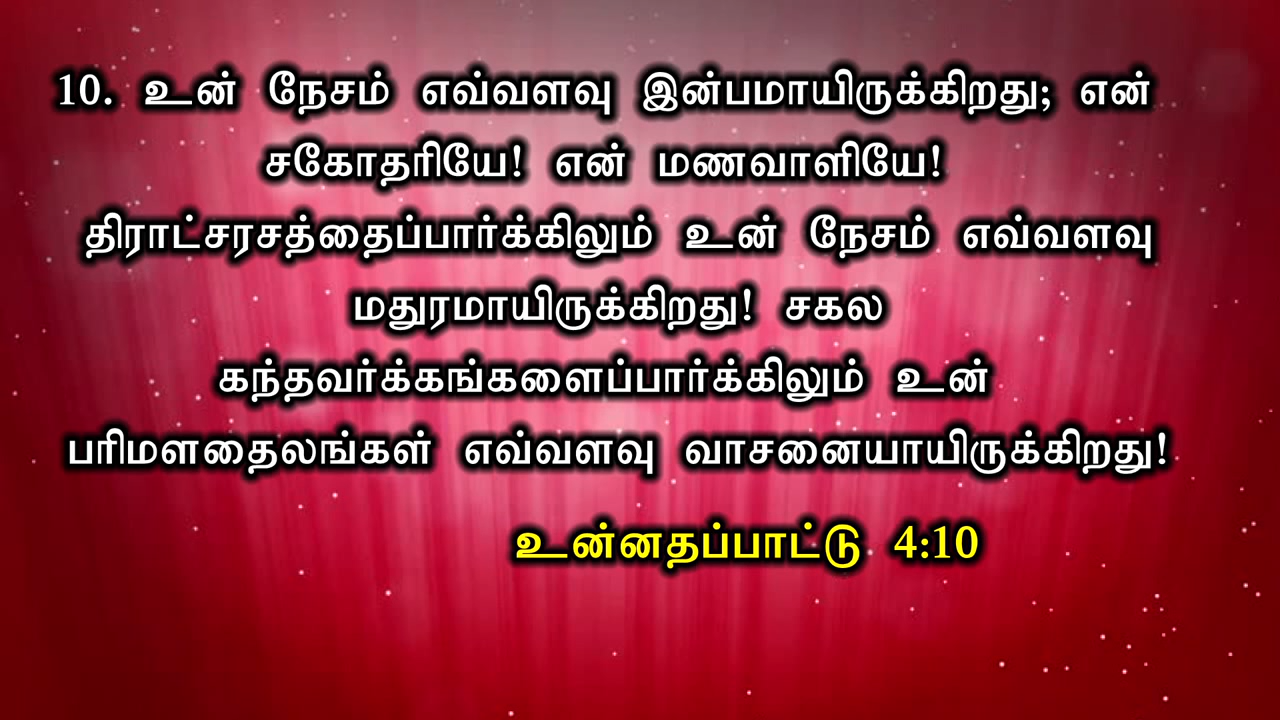 10. உன் நேசம் எவ்வளவு இன்பமாயிருக்கிறது; என்
சகோதரியே! என் மணவாளியே!
திராட்சரசத்தைப்பார்க்கிலும் உன் நேசம் எவ்வளவு
மதுரமாயிருக்கிறது! சகல
கந்தவர்க்கங்களைப்பார்க்கிலும் உன்
பரிமளதைலங்கள் எவ்வளவு வாசனையாயிருக்கிறது!
உன்னதப்பாட்டு 4:10